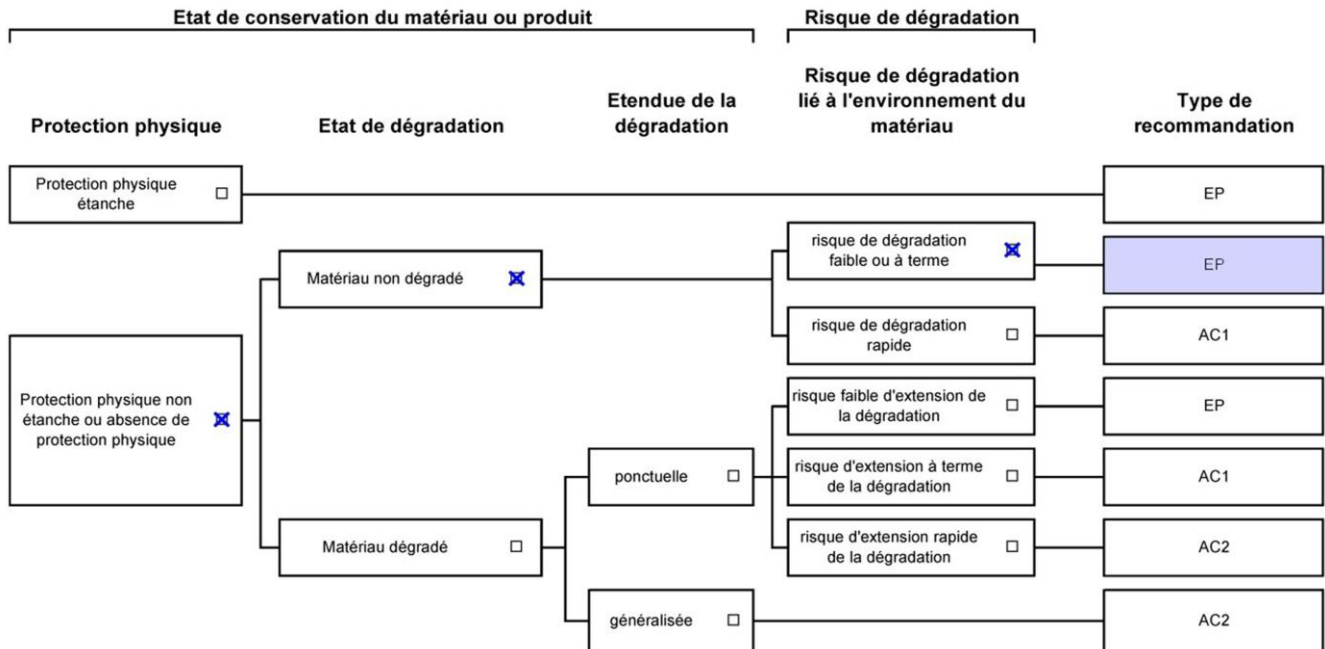 Etat de conservation du matériau ou produit
Risque de dégradation
Protection physique
Etat de dégradation
Etendue de la
dégradation
Risque de dégradation
lié à l'environnement du
matériau
Type de
recommandation
Protection physique
étanche
EP
risque de dégradation
faible ou à terme
EP
Matériau non dégradé
risque de dégradation
rapide
AC1
Protection physique non
étanche ou absence de
protection physique
risque faible d'extension de
la dégradation
EP
ponctuelle
risque d'extension à terme
de la dégradation
AC1
Matériau dégradé
risque d'extension rapide
de la dégradation
AC2
généralisée
AC2